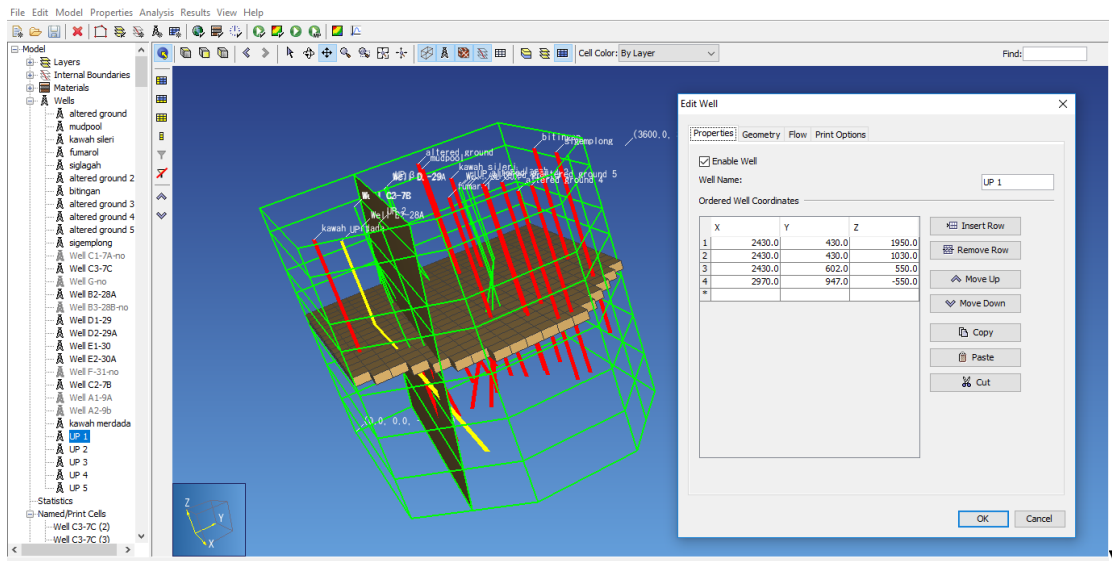 File Edit Model Properties Analysis Results View Help
Cell Color: By Layer
Find:
Model
Layers
Internal Boundaries
Materials
Wells
altered ground
mudpool
kawah sileri
fumarol
siglagah
altered ground 2
bitingan
altered ground 3
altered ground 4
altered ground 5
sigemplong
Well C1-7A-no
Well C3-7C
Well G-no
Well B2-28A
Well B3-28B-no
Well D1-29
Well D2-29A
Well E1-30
Well E2-30A
Well F-31-no
Well C2-7B
Well A1-9A
Well A2-9b
kawah merdada
UP 1
UP 2
UP 3
UP 4
UP 5
Statistics
Named/Print Cells
Well C3-7C (2)
Well C3-7C (3)
(3600.0,
altered ground
mudpool
kawah sileri
altered ground 4
ground 5
kawah
(0.0, 0.0,
Z
Y
X
Edit Well
Properties Geometry Flow Print Options
Enable Well
Well Name: UP 1
Ordered Well Coordinates
X Y Z
1 2430.0 430.0 1950.0
2 2430.0 430.0 1030.0
3 2430.0 602.0 550.0
4 2970.0 947.0 -550.0
*
Insert Row
Remove Row
Move Up
Move Down
Copy
Paste
Cut
OK Cancel